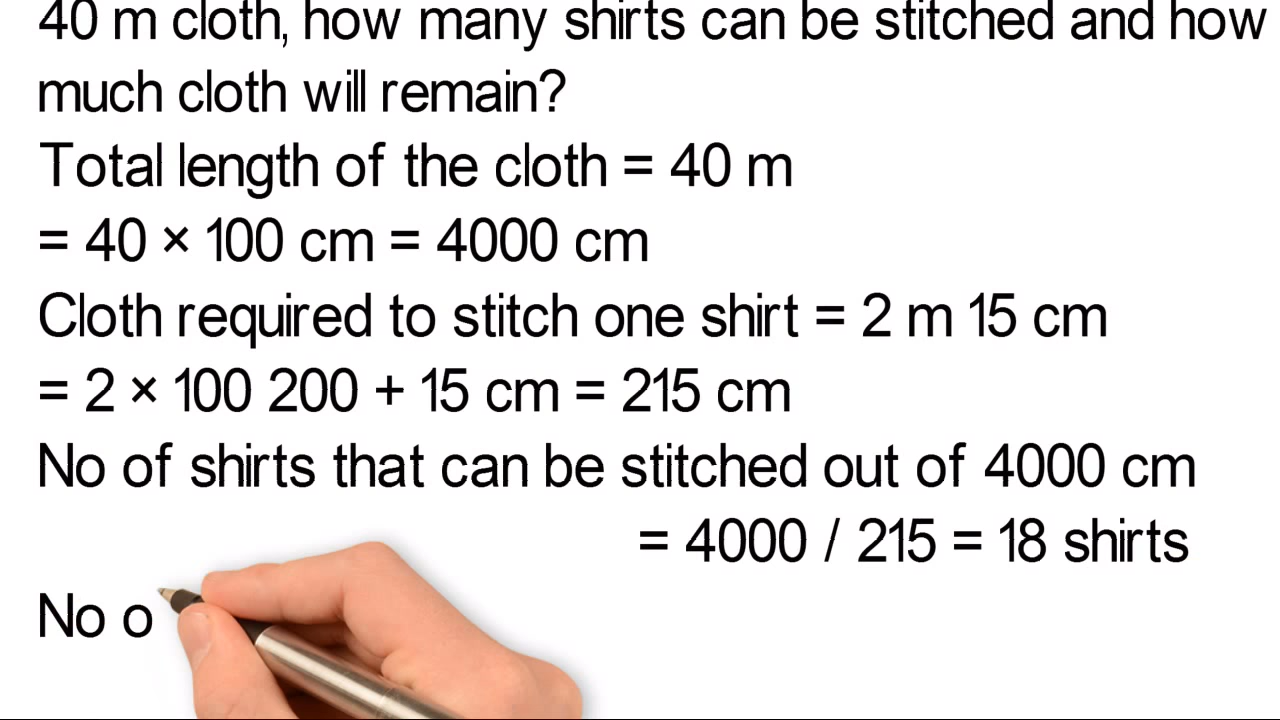 40 m cloth, how many shirts can be stitched and how
much cloth will remain?
Total length of the cloth = 40 m
= 40 × 100 cm = 4000 cm
Cloth required to stitch one shirt = 2 m 15 cm
= 2 × 100 200 + 15 cm = 215 cm
No of shirts that can be stitched out of 4000 cm
= 4000 / 215 = 18 shirts
No o